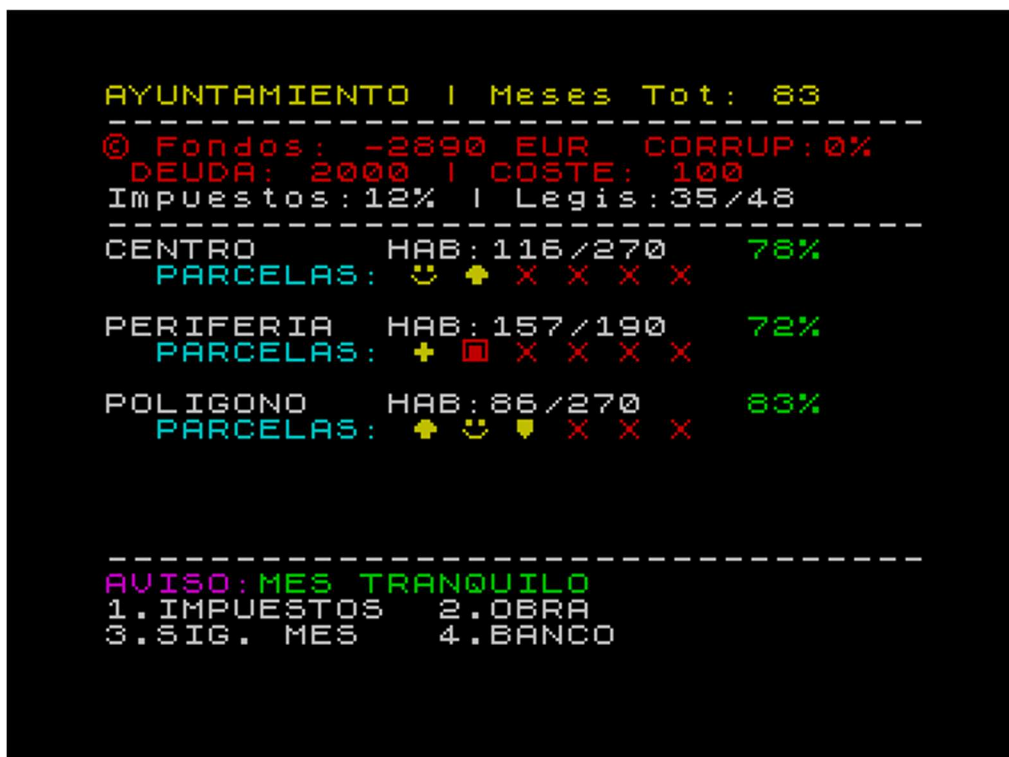 AYUNTAMIENTO | Meses Tot: 83
--------------------------------
© Fondos: -2890 EUR CORRUP:0%
DEUDA: 2000 | COSTE: 100
Impuestos:12% | Legis:35/48
--------------------------------
CENTRO HAB:116/270 78%
PARCELAS: X X X X
PERIFERIA HAB:157/190 72%
PARCELAS: X X X X
POLIGONO HAB:86/270 83%
PARCELAS: X X X
--------------------------------
AVISO:MES TRANQUILO
1.IMPUESTOS 2.OBRA
3.SIG. MES 4.BANCO